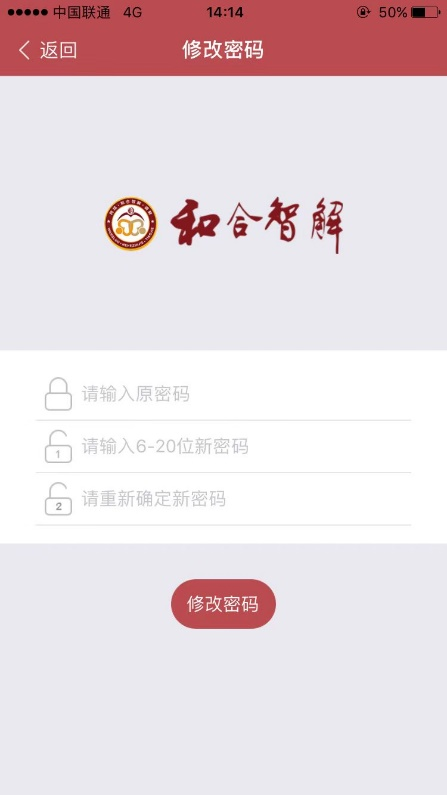 中国联通 4G 14:14 50%
返回 修改密码
和合智解
请输入原密码
1 请输入6-20位新密码
2 请重新确定新密码
修改密码